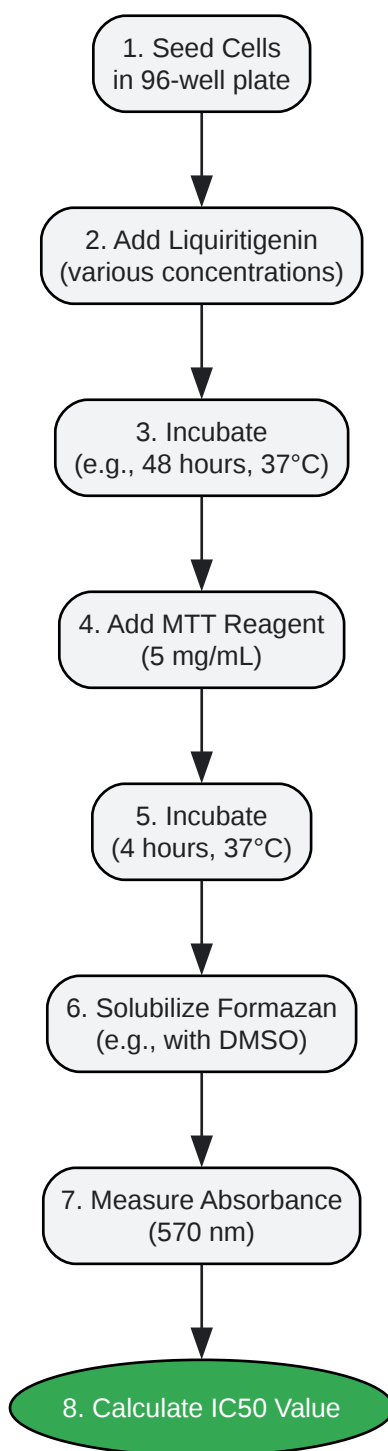 1. Seed Cells
in 96-well plate
2. Add Liquiritigenin
(various concentrations)
3. Incubate
(e.g., 48 hours, 37°C)
4. Add MTT Reagent
(5 mg/mL)
5. Incubate
(4 hours, 37°C)
6. Solubilize Formazan
(e.g., with DMSO)
7. Measure Absorbance
(570 nm)
8. Calculate IC50 Value